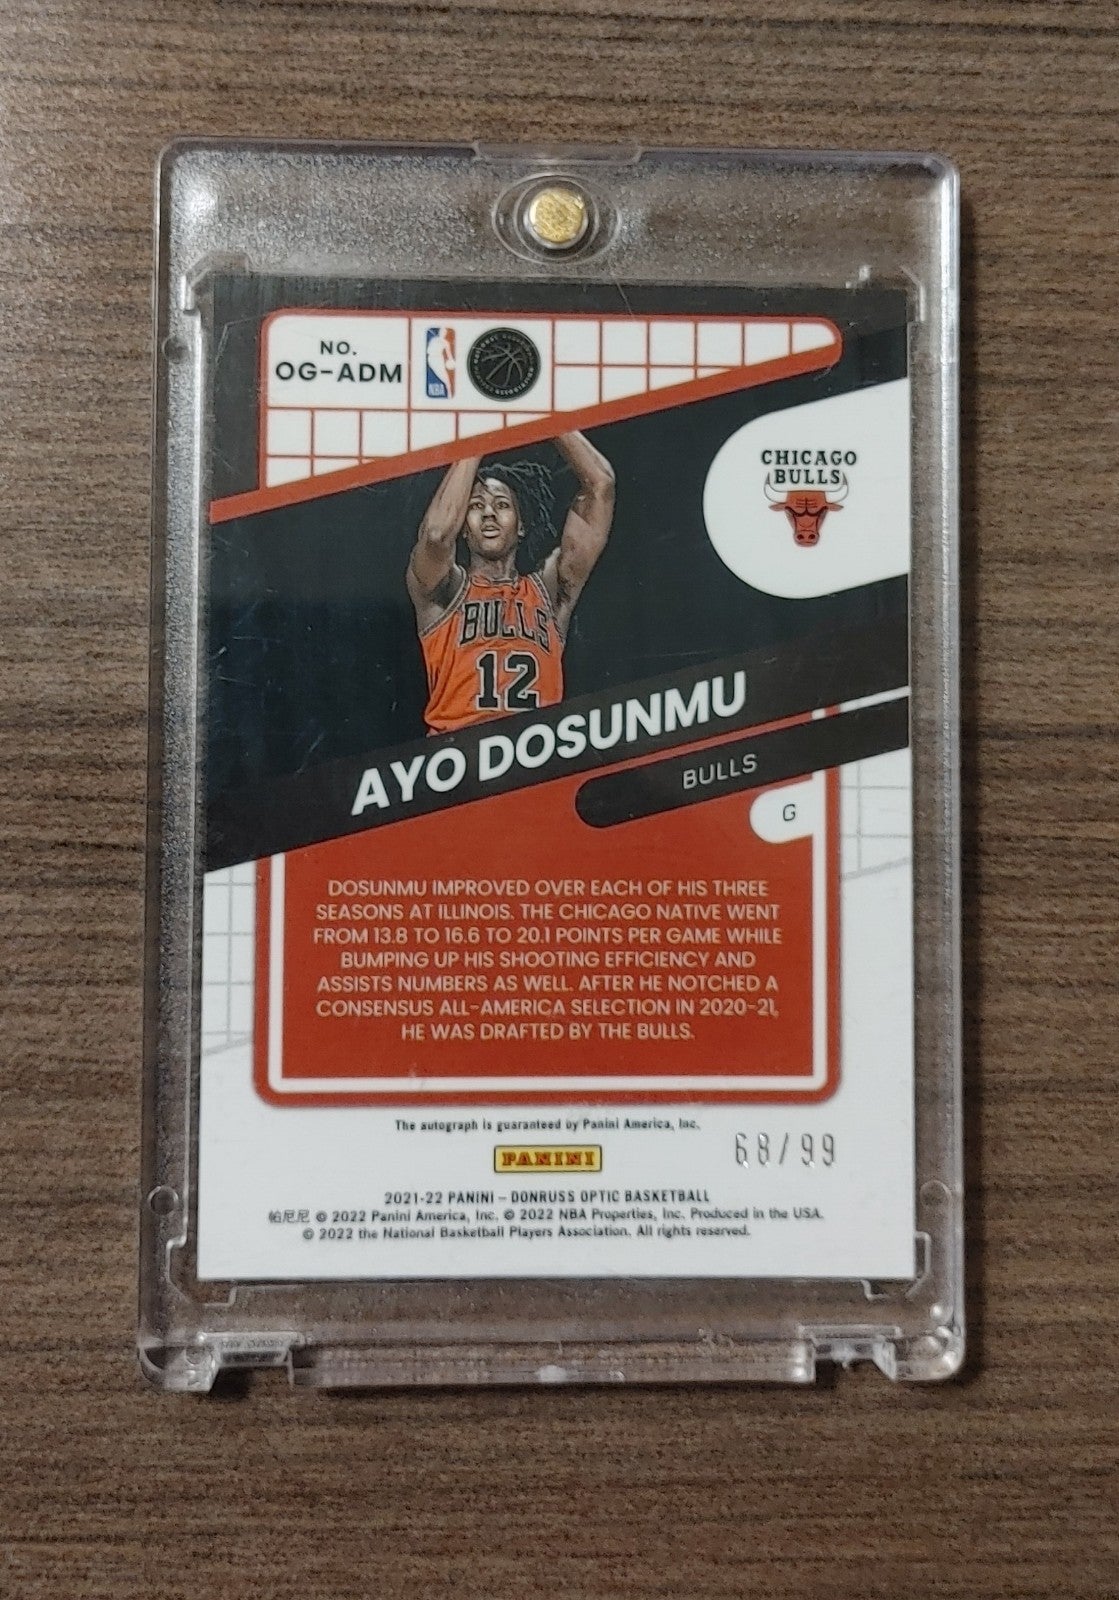 NO.
OG-ADM
NBA
CHICAGO
BULLS
BULLS
12
AYO DOSUNMU
BULLS
G
DOSUNMU IMPROVED OVER EACH OF HIS THREE
SEASONS AT ILLINOIS. THE CHICAGO NATIVE WENT
FROM 13.8 TO 16.6 TO 20.1 POINTS PER GAME WHILE
BUMPING UP HIS SHOOTING EFFICIENCY AND
ASSISTS NUMBERS AS WELL. AFTER HE NOTCHED A
CONSENSUS ALL-AMERICA SELECTION IN 2020-21,
HE WAS DRAFTED BY THE BULLS.
The autograph is guaranteed by Panini America, Inc.
68/99
PANINI
2021-22 PANINI – DONRUSS OPTIC BASKETBALL
帕尼尼 © 2022 Panini America, Inc. © 2022 NBA Properties, Inc. Produced in the USA.
© 2022 the National Basketball Players Association. All rights reserved.